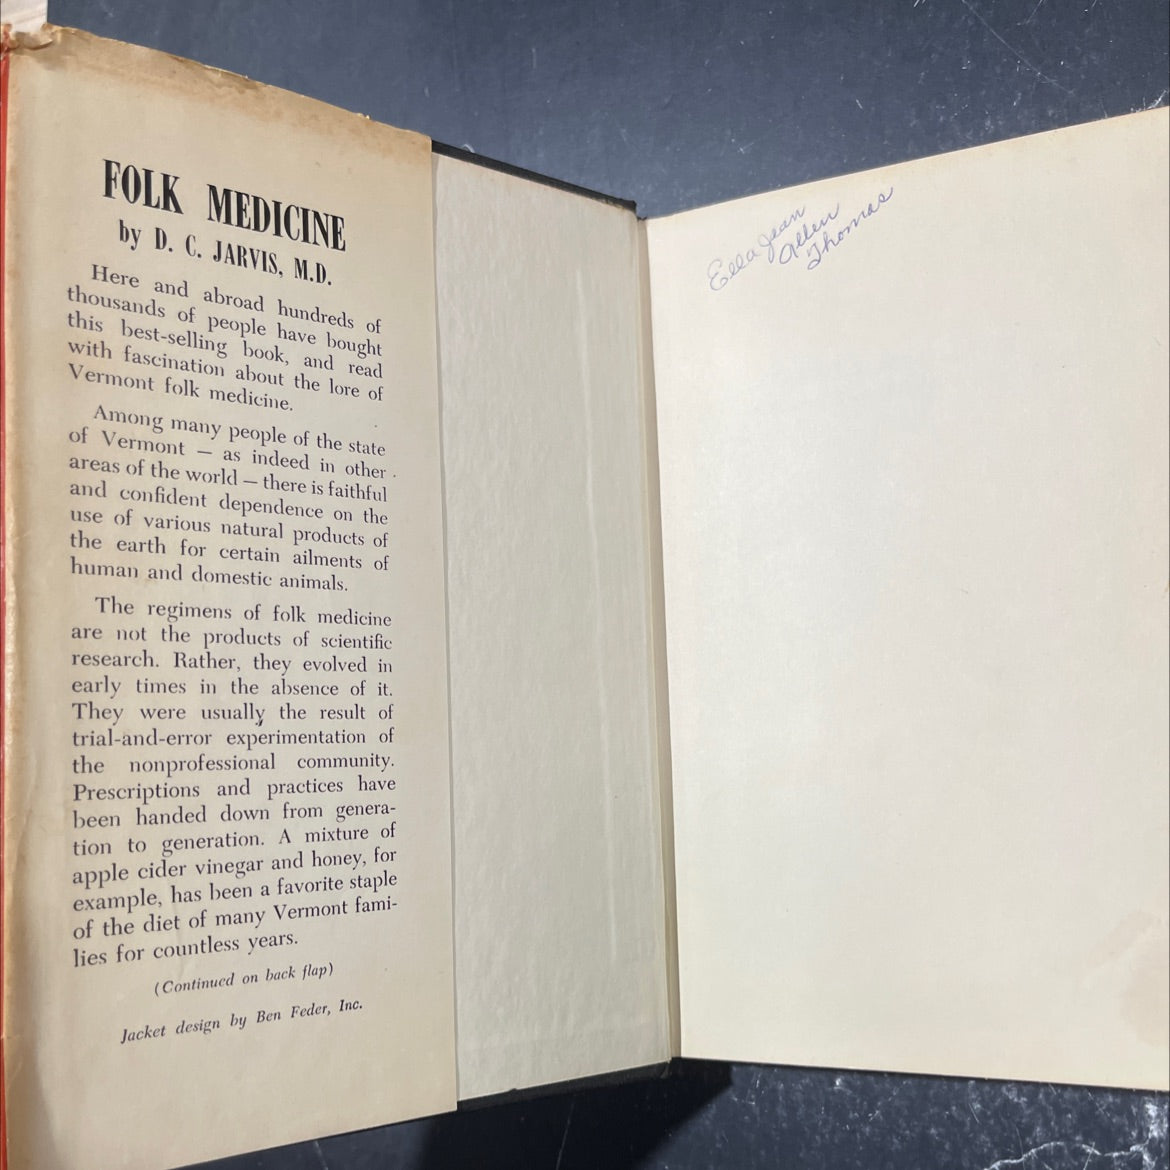 FOLK MEDICINE
by D. C. JARVIS, M.D.
Here and abroad hundreds of
thousands of people have bought
this best-selling book, and read
with fascination about the lore of
Vermont folk medicine.
Among many people of the state
of Vermont — as indeed in other
areas of the world — there is faithful
and confident dependence on the
use of various natural products of
the earth for certain ailments of
human and domestic animals.
The regimens of folk medicine
are not the products of scientific
research. Rather, they evolved in
early times in the absence of it.
They were usually the result of
trial-and-error experimentation of
the nonprofessional community.
Prescriptions and practices have
been handed down from genera-
tion to generation. A mixture of
apple cider vinegar and honey, for
example, has been a favorite staple
of the diet of many Vermont fami-
lies for countless years.
(Continued on back flap)
Jacket design by Ben Feder, Inc.
Ella Jean
Allen
Thomas